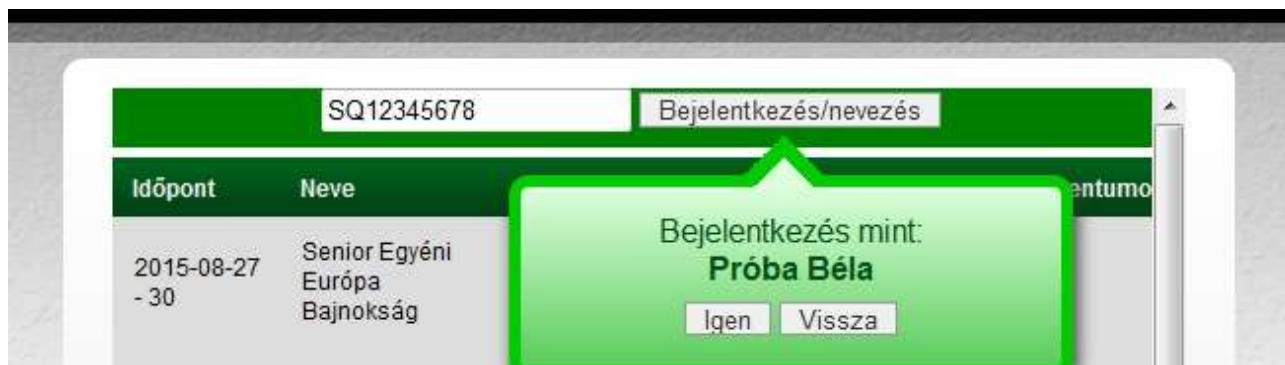 SQ12345678 Bejelentkezés/nevezés
Időpont Neve entumo
Bejelentkezés mint:
Próba Béla
Igen Vissza
2015-08-27
- 30
Senior Egyéni
Európa
Bajnokság